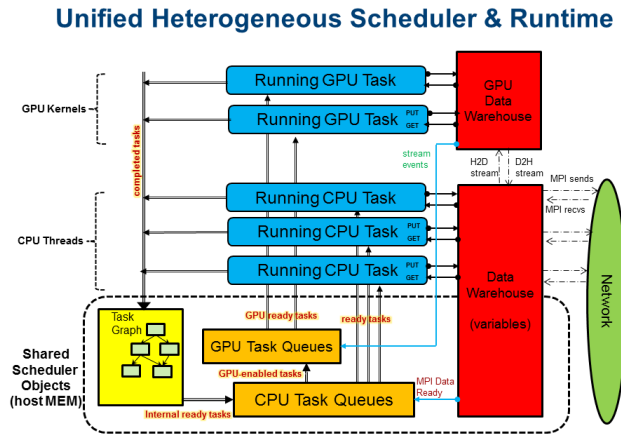 Unified Heterogeneous Scheduler & Runtime
GPU Kernels
Running GPU Task
Running GPU Task
PUT
GET
GPU
Data
Warehouse
completed tasks
stream
events
H2D
stream
D2H
stream
MPI sends
MPI recvs
CPU Threads
Running CPU Task
Running CPU Task
PUT
GET
Running CPU Task
PUT
GET
Data
Warehouse
(variables)
Network
Shared
Scheduler
Objects
(host MEM)
Task
Graph
GPU ready tasks
ready tasks
GPU Task Queues
GPU-enabled tasks
Internal ready tasks
CPU Task Queues
MPI Data
Ready